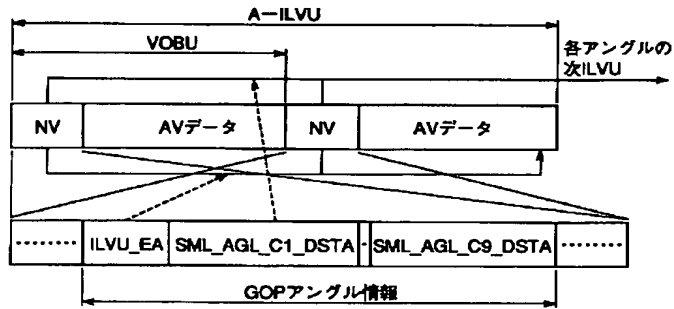 A-ILVU
VOBU
各アングルの
次ILVU
NV
AVデータ
NV
AVデータ
ILVU_EA
SML_AGL_C1_DSTA
SML_AGL_C9_DSTA
GOPアングル情報